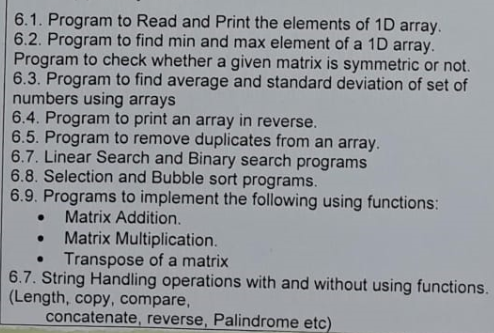 6.1. Program to Read and Print the elements of 1D array.
6.2. Program to find min and max element of a 1D array.
Program to check whether a given matrix is symmetric or not.
6.3. Program to find average and standard deviation of set of
numbers using arrays
6.4. Program to print an array in reverse.
6.5. Program to remove duplicates from an array.
6.7. Linear Search and Binary search programs
6.8. Selection and Bubble sort programs.
6.9. Programs to implement the following using functions:
• Matrix Addition.
• Matrix Multiplication.
• Transpose of a matrix
6.7. String Handling operations with and without using functions.
(Length, copy, compare,
concatenate, reverse, Palindrome etc)